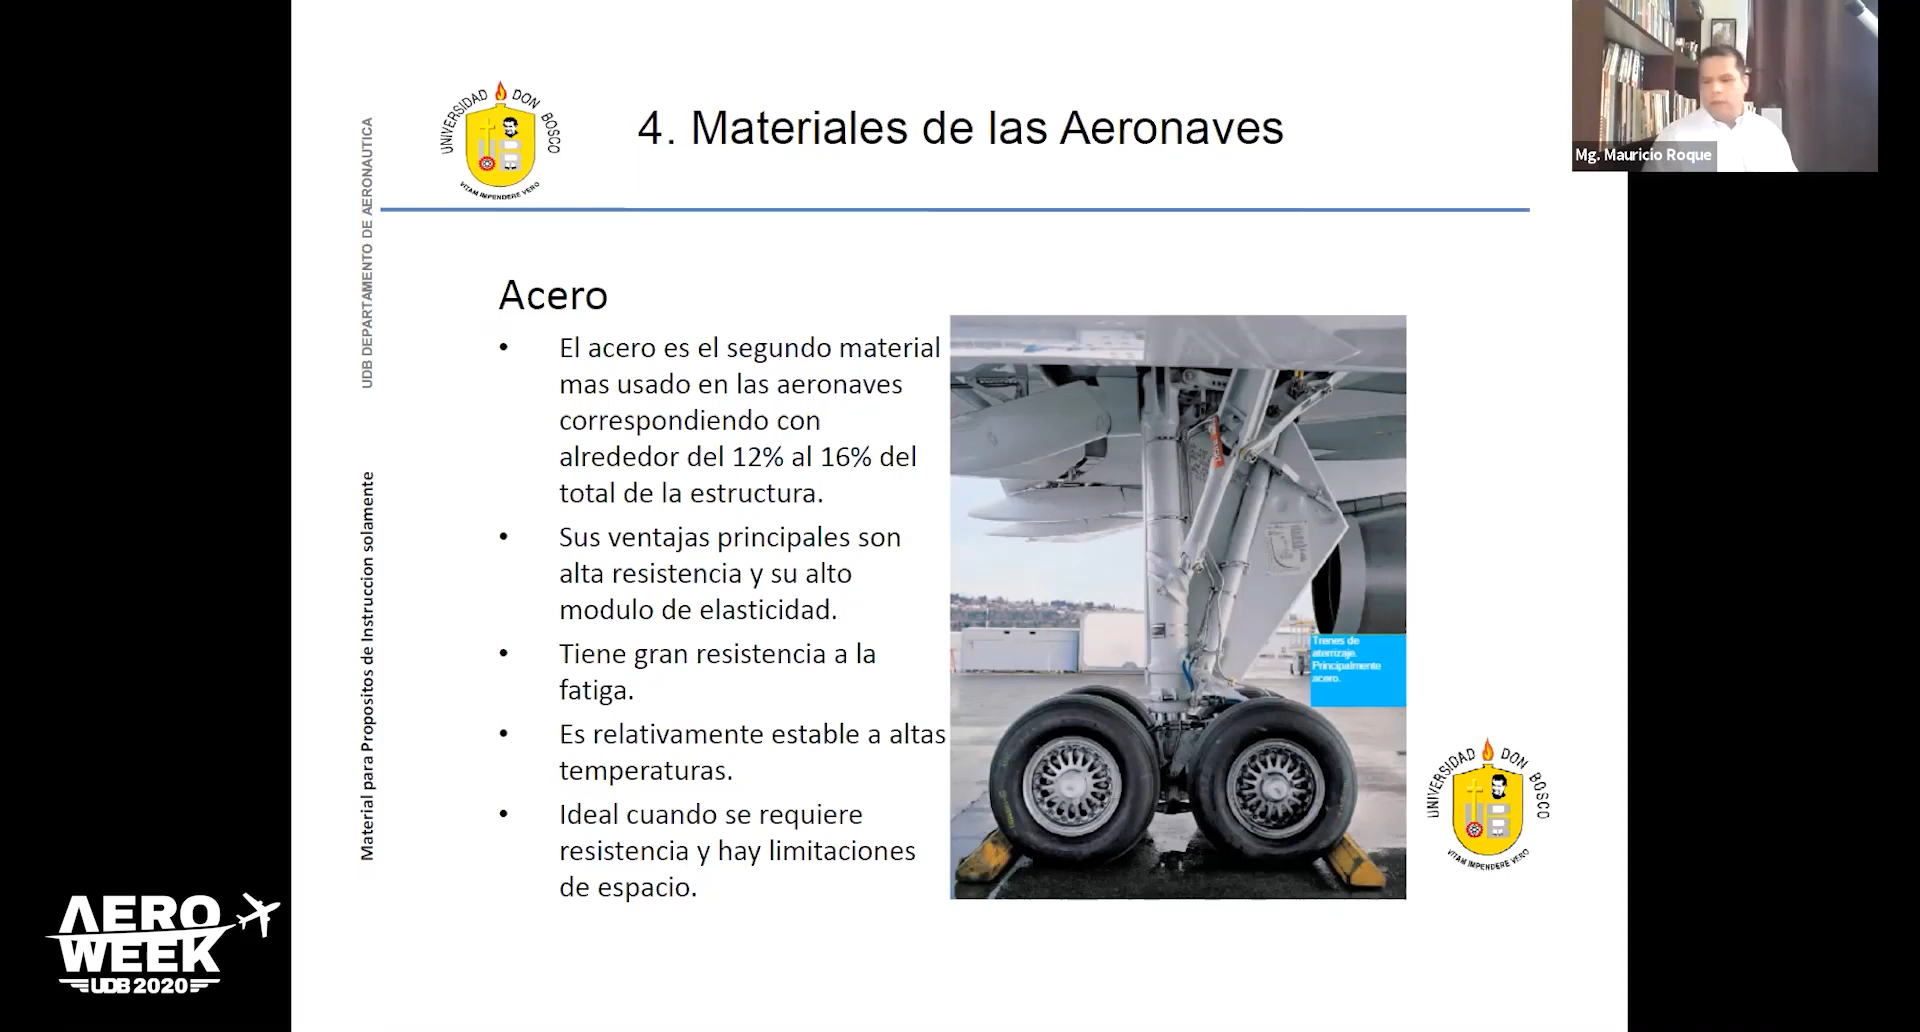 4. Materiales de las Aeronaves
UNIVERSIDAD DON BOSCO
VITAM IMPENDERE VERO
Mg. Mauricio Roque
UDB DEPARTAMENTO DE AERONAUTICA
Material para Propositos de Instruccion solamente
Acero
• El acero es el segundo material
mas usado en las aeronaves
correspondiendo con
alrededor del 12% al 16% del
total de la estructura.
• Sus ventajas principales son
alta resistencia y su alto
modulo de elasticidad.
• Tiene gran resistencia a la
fatiga.
• Es relativamente estable a altas
temperaturas.
• Ideal cuando se requiere
resistencia y hay limitaciones
de espacio.
Trenes de
aterrizaje.
Principalmente
acero.
UNIVERSIDAD DON BOSCO
VITAM IMPENDERE VERO
AERO
WEEK
UDB 2020